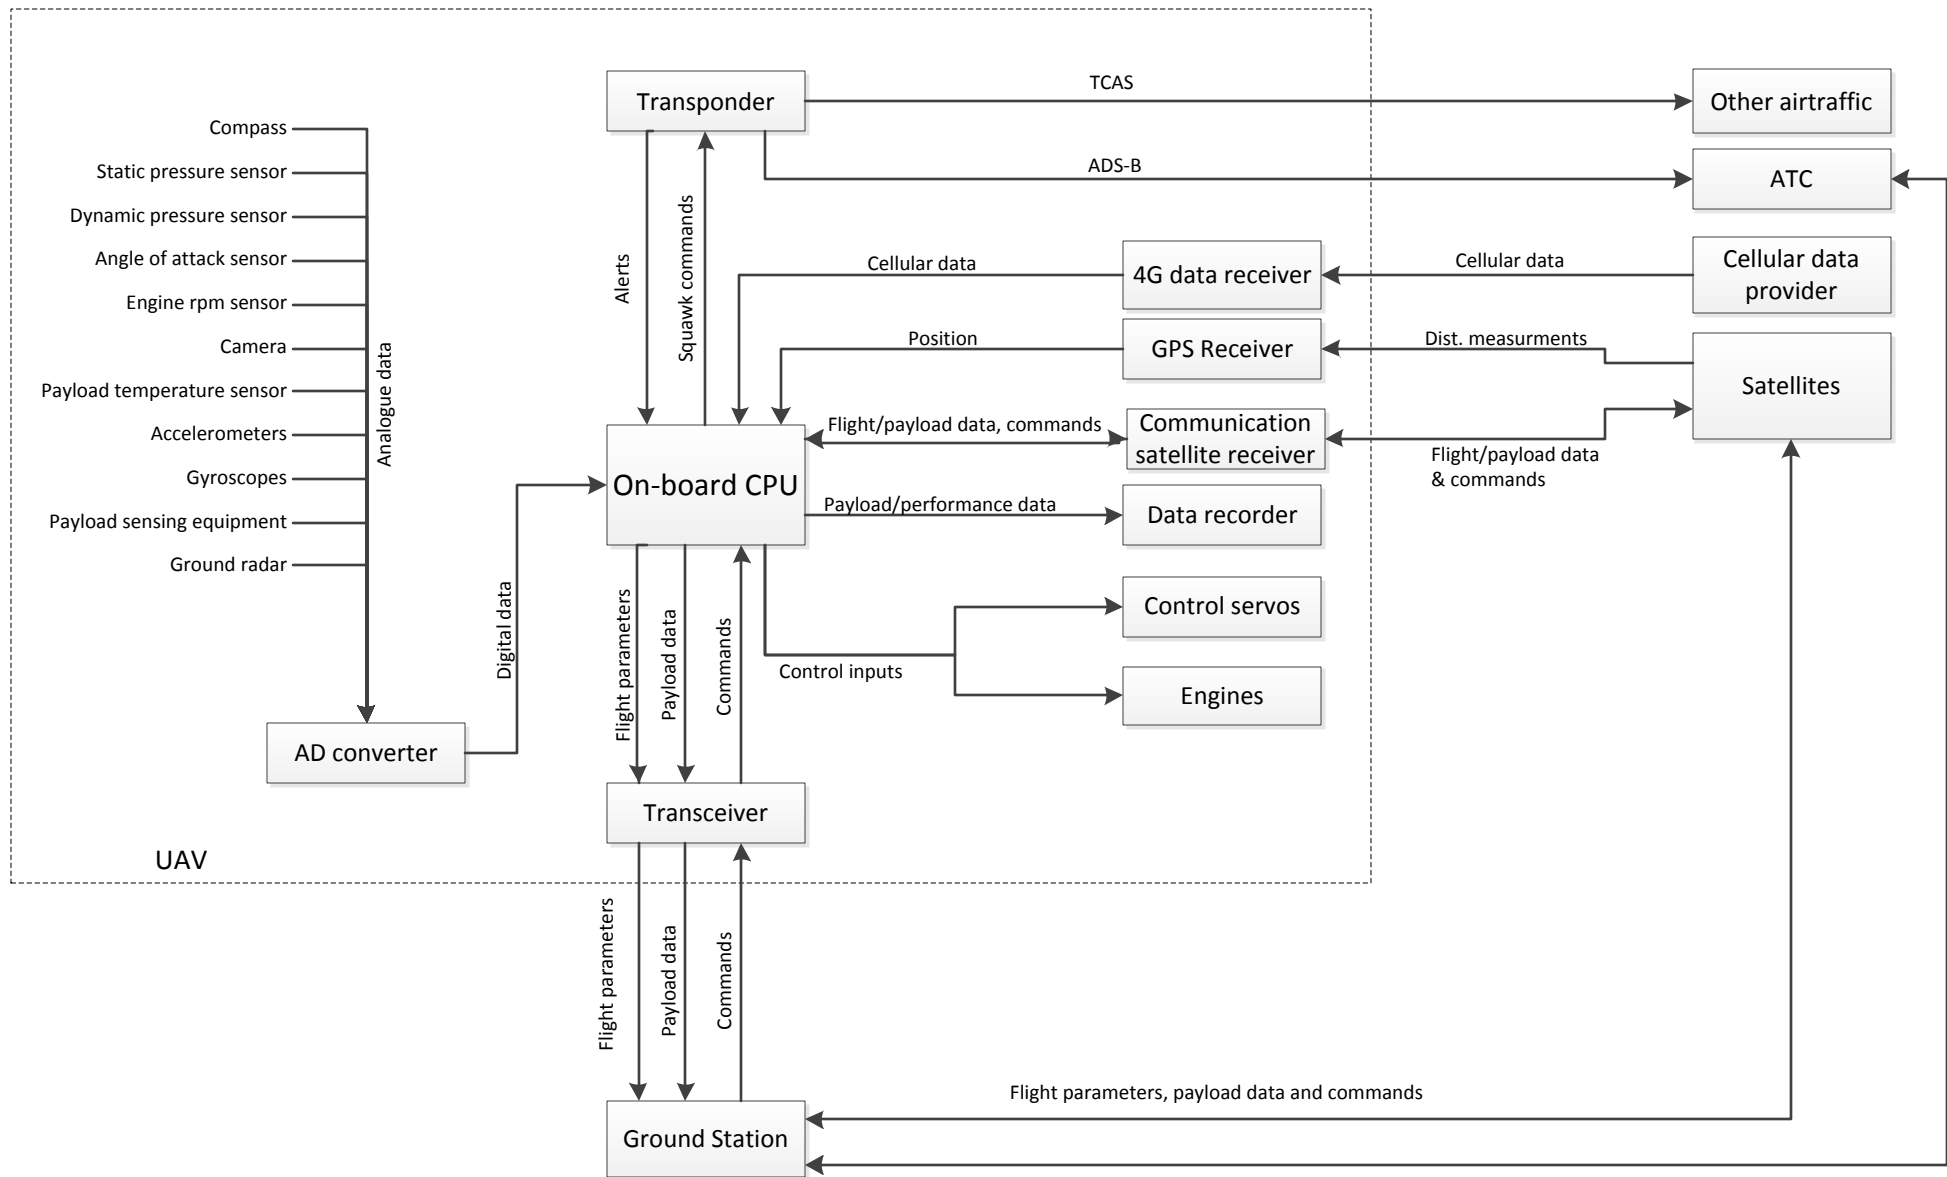 TCAS
Transponder
Other airtraffic
Compass
Static pressure sensor
Dynamic pressure sensor
Angle of attack sensor
Engine rpm sensor
Camera
Payload temperature sensor
Accelerometers
Gyroscopes
Payload sensing equipment
Ground radar
Analogue data
AD converter
Digital data
ADS-B
ATC
Alerts
Squawk commands
Cellular data
4G data receiver
Cellular data
Cellular data
provider
Position
GPS Receiver
Dist. measurments
Satellites
On-board CPU
Flight/payload data, commands
Communication
satellite receiver
Flight/payload data
& commands
Payload/performance data
Data recorder
Control servos
Control inputs
Engines
Flight parameters
Payload data
Commands
Transceiver
UAV
Flight parameters
Payload data
Commands
Flight parameters, payload data and commands
Ground Station